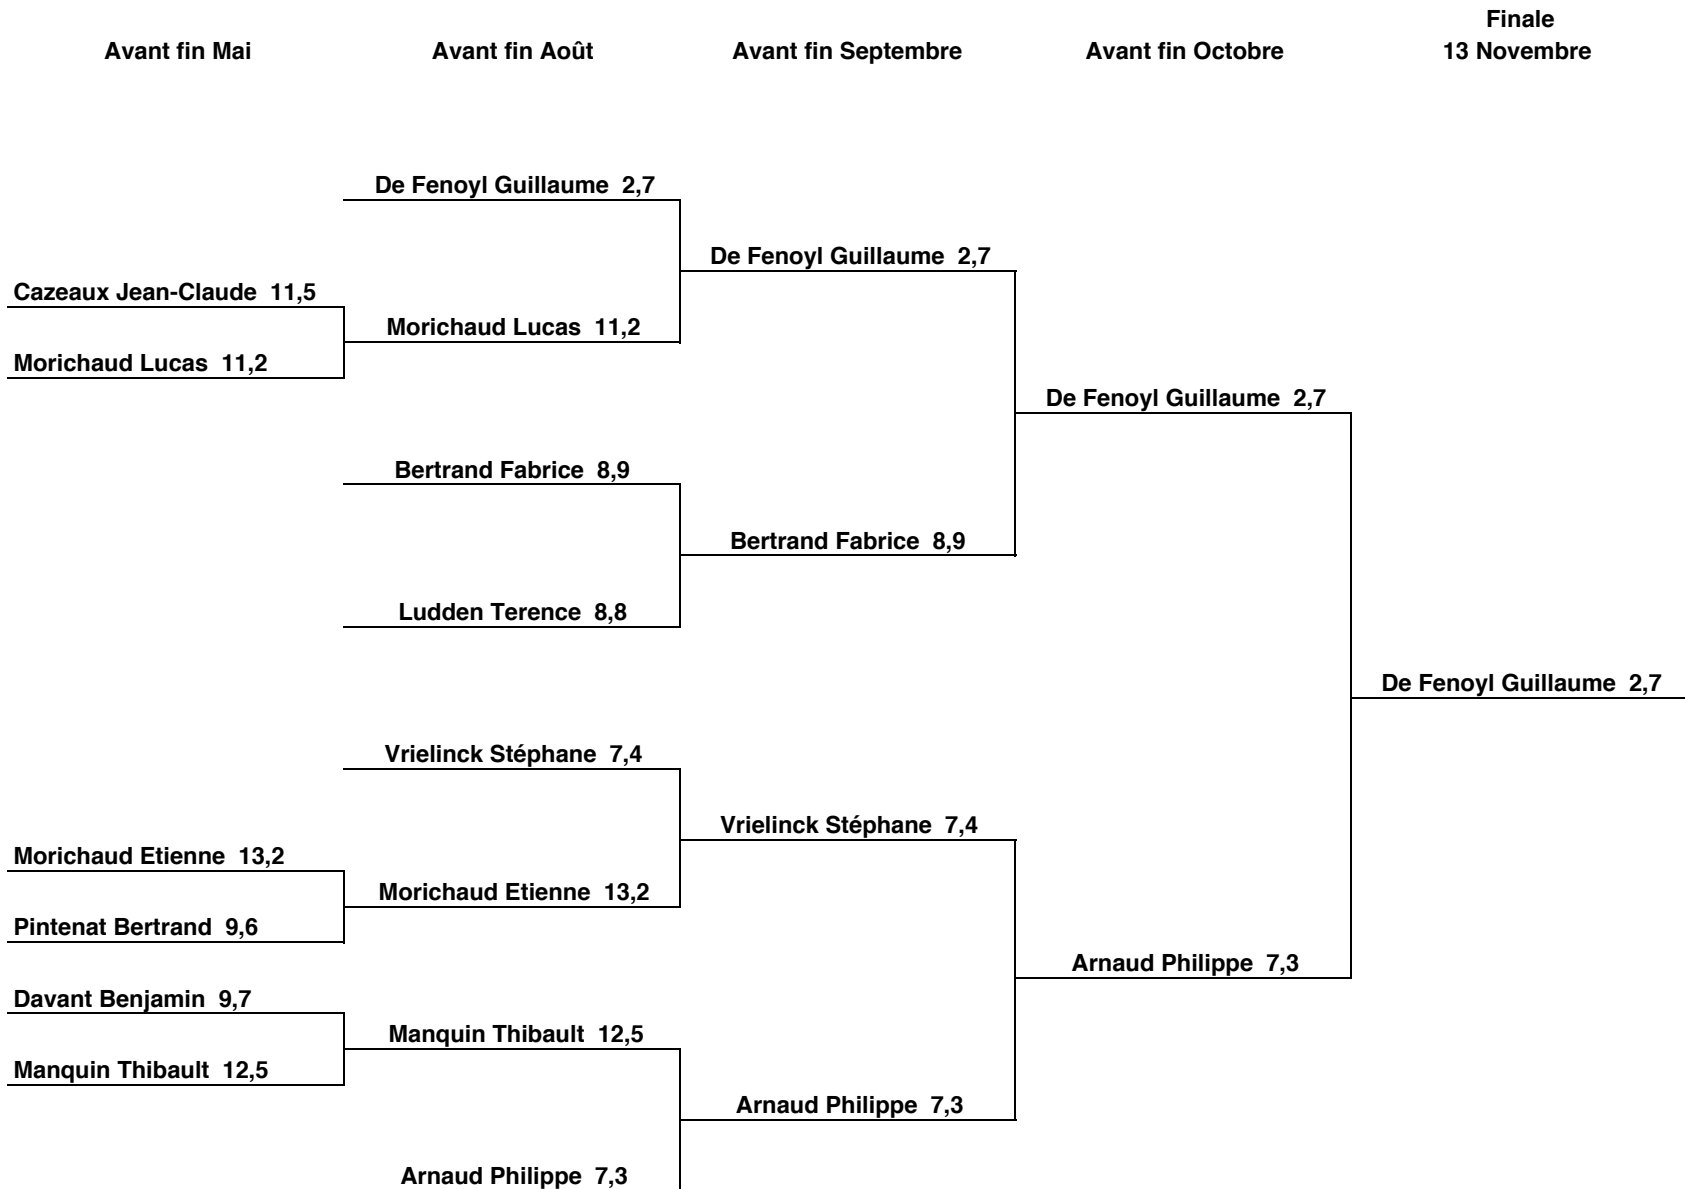 Finale
Avant fin Mai Avant fin Août Avant fin Septembre Avant fin Octobre 13 Novembre
De Fenoyl Guillaume 2,7
De Fenoyl Guillaume 2,7
Cazeaux Jean-Claude 11,5
Morichaud Lucas 11,2
Morichaud Lucas 11,2
De Fenoyl Guillaume 2,7
Bertrand Fabrice 8,9
Bertrand Fabrice 8,9
Ludden Terence 8,8
De Fenoyl Guillaume 2,7
Vrielinck Stéphane 7,4
Vrielinck Stéphane 7,4
Morichaud Etienne 13,2
Morichaud Etienne 13,2
Pintenat Bertrand 9,6
Arnaud Philippe 7,3
Davant Benjamin 9,7
Manquin Thibault 12,5
Manquin Thibault 12,5
Arnaud Philippe 7,3
Arnaud Philippe 7,3